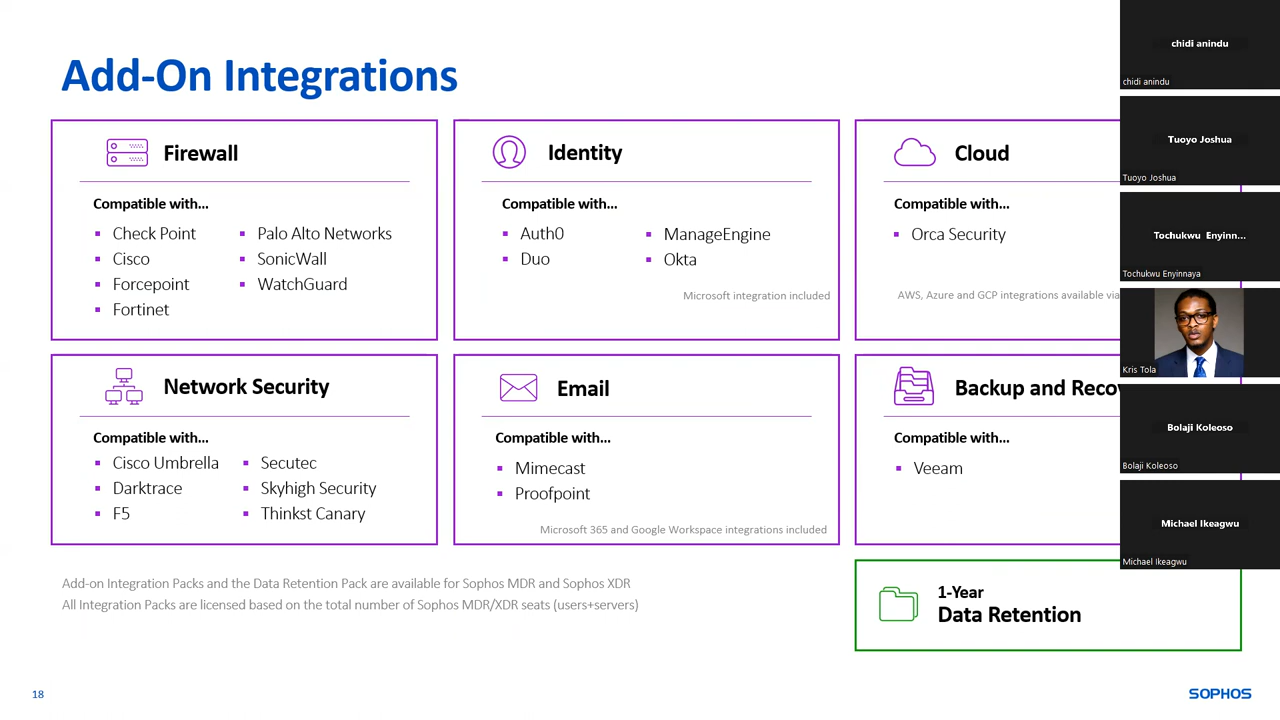 Add-On Integrations
Firewall
Compatible with...
Check Point
Cisco
Forcepoint
Fortinet
Palo Alto Networks
SonicWall
WatchGuard
Identity
Compatible with...
Auth0
Duo
ManageEngine
Okta
Microsoft integration included
Cloud
Compatible with...
Orca Security
AWS, Azure and GCP integrations available via
Network Security
Compatible with...
Cisco Umbrella
Darktrace
F5
Secutec
Skyhigh Security
Thinkst Canary
Email
Compatible with...
Mimecast
Proofpoint
Microsoft 365 and Google Workspace integrations included
Backup and Reco
Compatible with...
Veeam
Add-on Integration Packs and the Data Retention Pack are available for Sophos MDR and Sophos XDR
All Integration Packs are licensed based on the total number of Sophos MDR/XDR seats (users+servers)
1-Year
Data Retention
18
SOPHOS
chidi anindu
chidi anindu
Tuoyo Joshua
Tuoyo Joshua
Tochukwu Enyinn...
Tochukwu Enyinnaya
Kris Tola
Bolaji Koleoso
Bolaji Koleoso
Michael Ikeagwu
Michael Ikeagwu